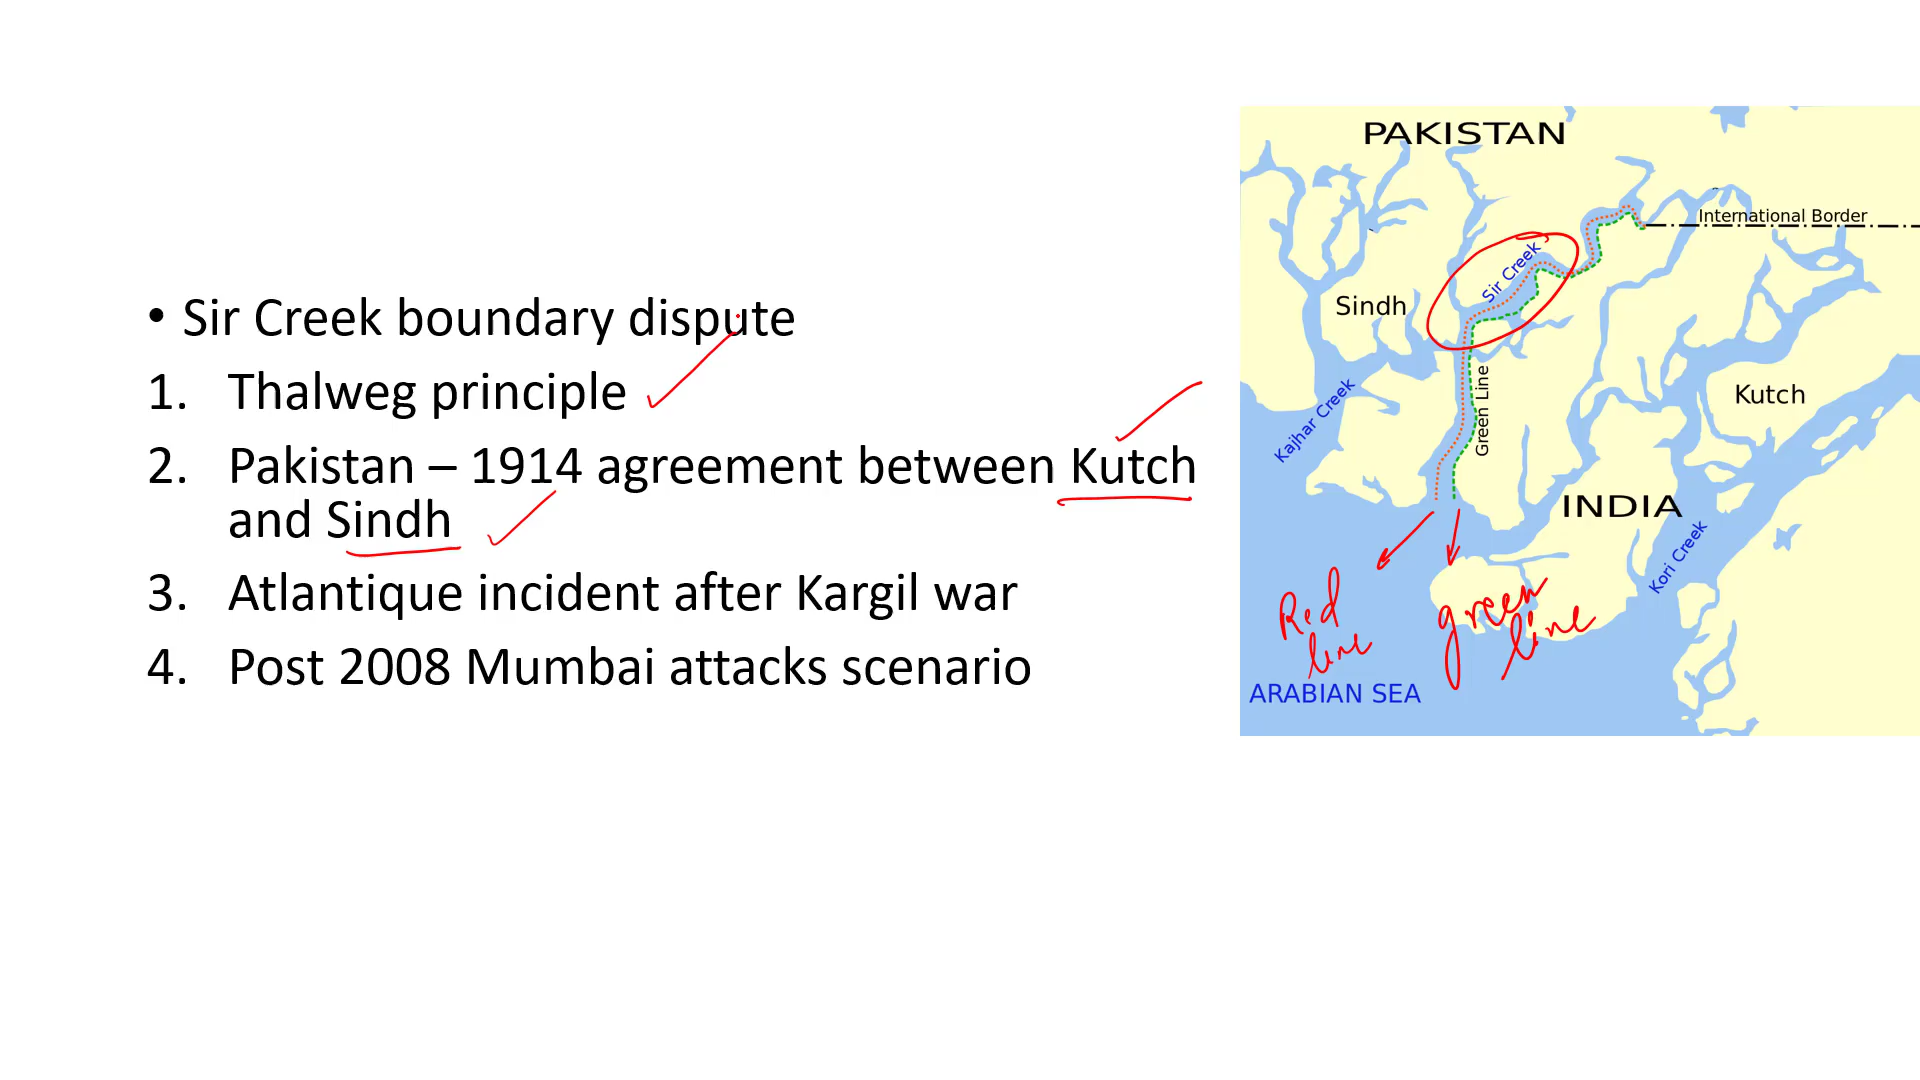 • Sir Creek boundary dispute
1. Thalweg principle
2. Pakistan – 1914 agreement between Kutch
and Sindh
3. Atlantique incident after Kargil war
4. Post 2008 Mumbai attacks scenario
PAKISTAN
International Border
Sir Creek
Sindh
Green Line
Kutch
Kajhar Creek
INDIA
Kori Creek
Red
line
green
line
ARABIAN SEA